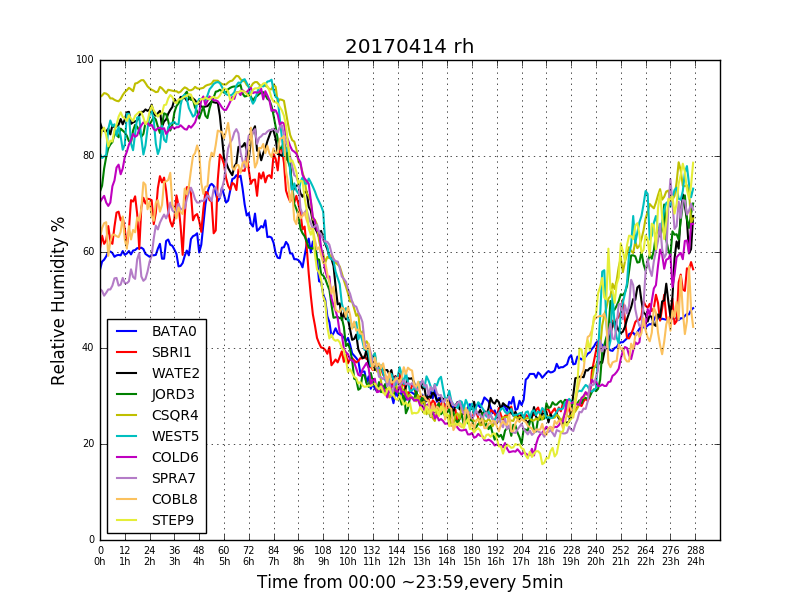 20170414 rh
Relative Humidity %
100
80
60
40
20
0
BATA0
SBRI1
WATE2
JORD3
CSQR4
WEST5
COLD6
SPRA7
COBL8
STEP9
0 12 24 36 48 60 72 84 96 108 120 132 144 156 168 180 192 204 216 228 240 252 264 276 288
0h 1h 2h 3h 4h 5h 6h 7h 8h 9h 10h 11h 12h 13h 14h 15h 16h 17h 18h 19h 20h 21h 22h 23h 24h
Time from 00:00 ~23:59,every 5min